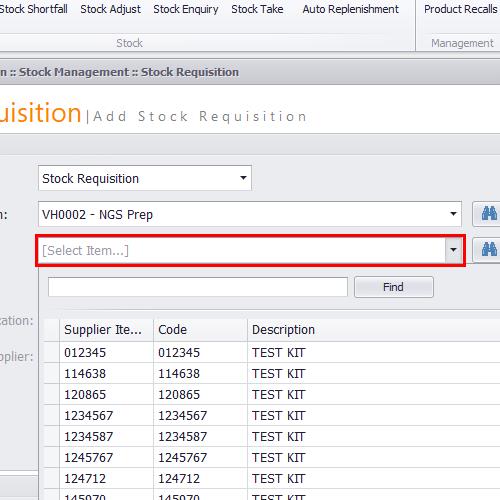 Stock Shortfall Stock Adjust Stock Enquiry Stock Take Auto Replenishment Product Recalls
Stock Management
n :: Stock Management :: Stock Requisition
uisition | Add Stock Requisition
Stock Requisition
n: VH0002 - NGS Prep
[Select Item...]
Find
cation:
pplier:
Supplier Ite... Code Description
012345 012345 TEST KIT
114638 114638 TEST KIT
120865 120865 TEST KIT
1234567 1234567 TEST KIT
1234587 1234587 TEST KIT
1245767 1245767 TEST KIT
124712 124712 TEST KIT
145970 145970 TEST KIT